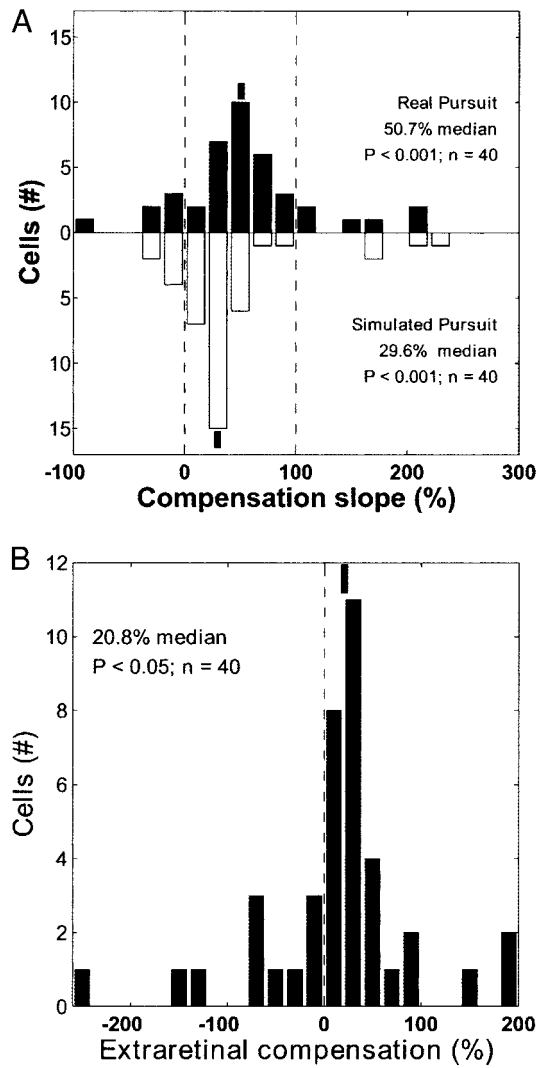 A
15
10
5
0
5
10
15
Cells (#)
Real Pursuit
50.7% median
P < 0.001; n = 40
Simulated Pursuit
29.6% median
P < 0.001; n = 40
-100 0 100 200 300
Compensation slope (%)
B
12
10
8
6
4
2
0
Cells (#)
20.8% median
P < 0.05; n = 40
-200 -100 0 100 200
Extraretinal compensation (%)